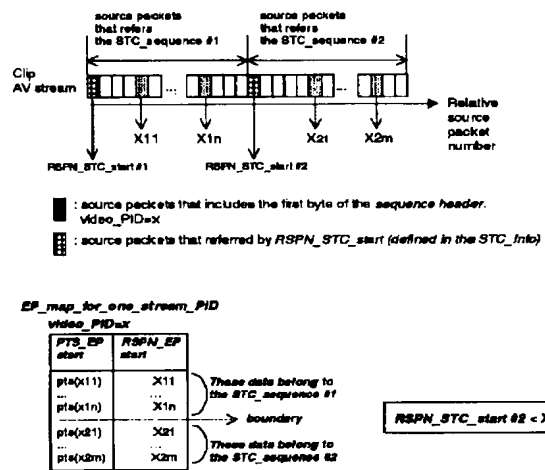 source packets
that refers
the STC_sequence #1
source packets
that refers
the STC_sequence #2
Clip
AV stream
...
...
Relative
source
packet
number
X11
X1n
X21
X2m
RSPN_STC_start #1
RSPN_STC_start #2
: source packets that includes the first byte of the sequence header.
video_PID=x
: source packets that referred by RSPN_STC_start (defined in the STC_Info)
EP_map_for_one_stream_PID
video_PID=x
PTS_EP start
RSPN_EP start
pts(x11) X11
... ...
pts(x1n) X1n
These data belong to
the STC_sequence #1
boundary
pts(x21) X21
... ...
pts(x2m) X2m
These data belong to
the STC_sequence #2
RSPN_STC_start #2 < X